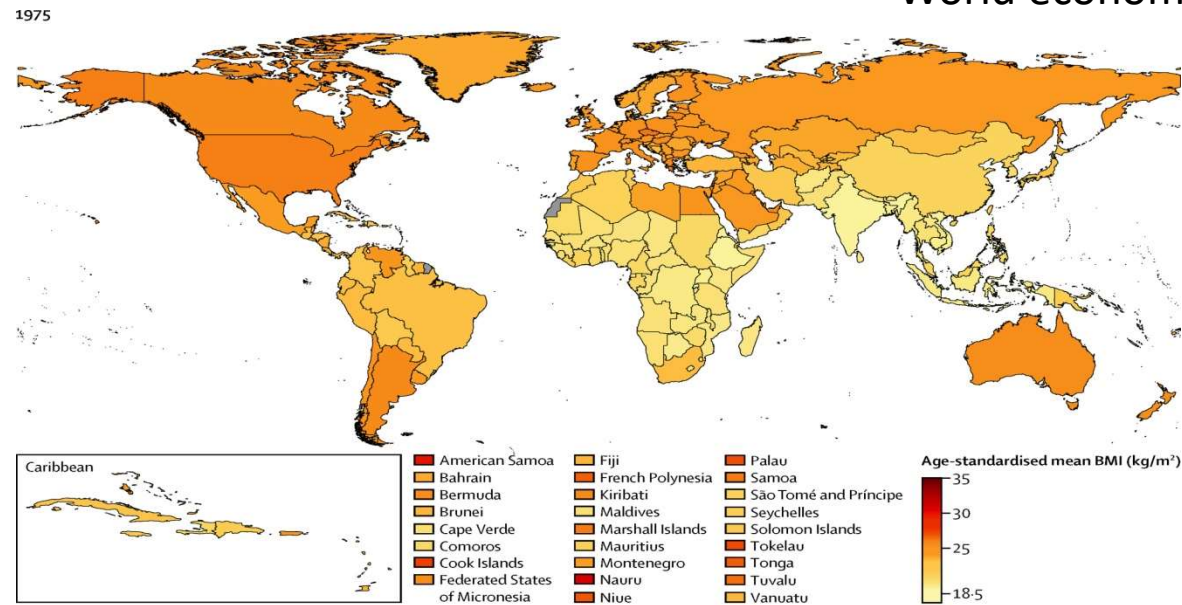 World econom
1975
Caribbean
American Samoa
Bahrain
Bermuda
Brunei
Cape Verde
Comoros
Cook Islands
Federated States
of Micronesia
Fiji
French Polynesia
Kiribati
Maldives
Marshall Islands
Mauritius
Montenegro
Nauru
Niue
Palau
Samoa
São Tomé and Príncipe
Seychelles
Solomon Islands
Tokelau
Tonga
Tuvalu
Vanuatu
Age-standardised mean BMI (kg/m²)
35
30
25
18·5